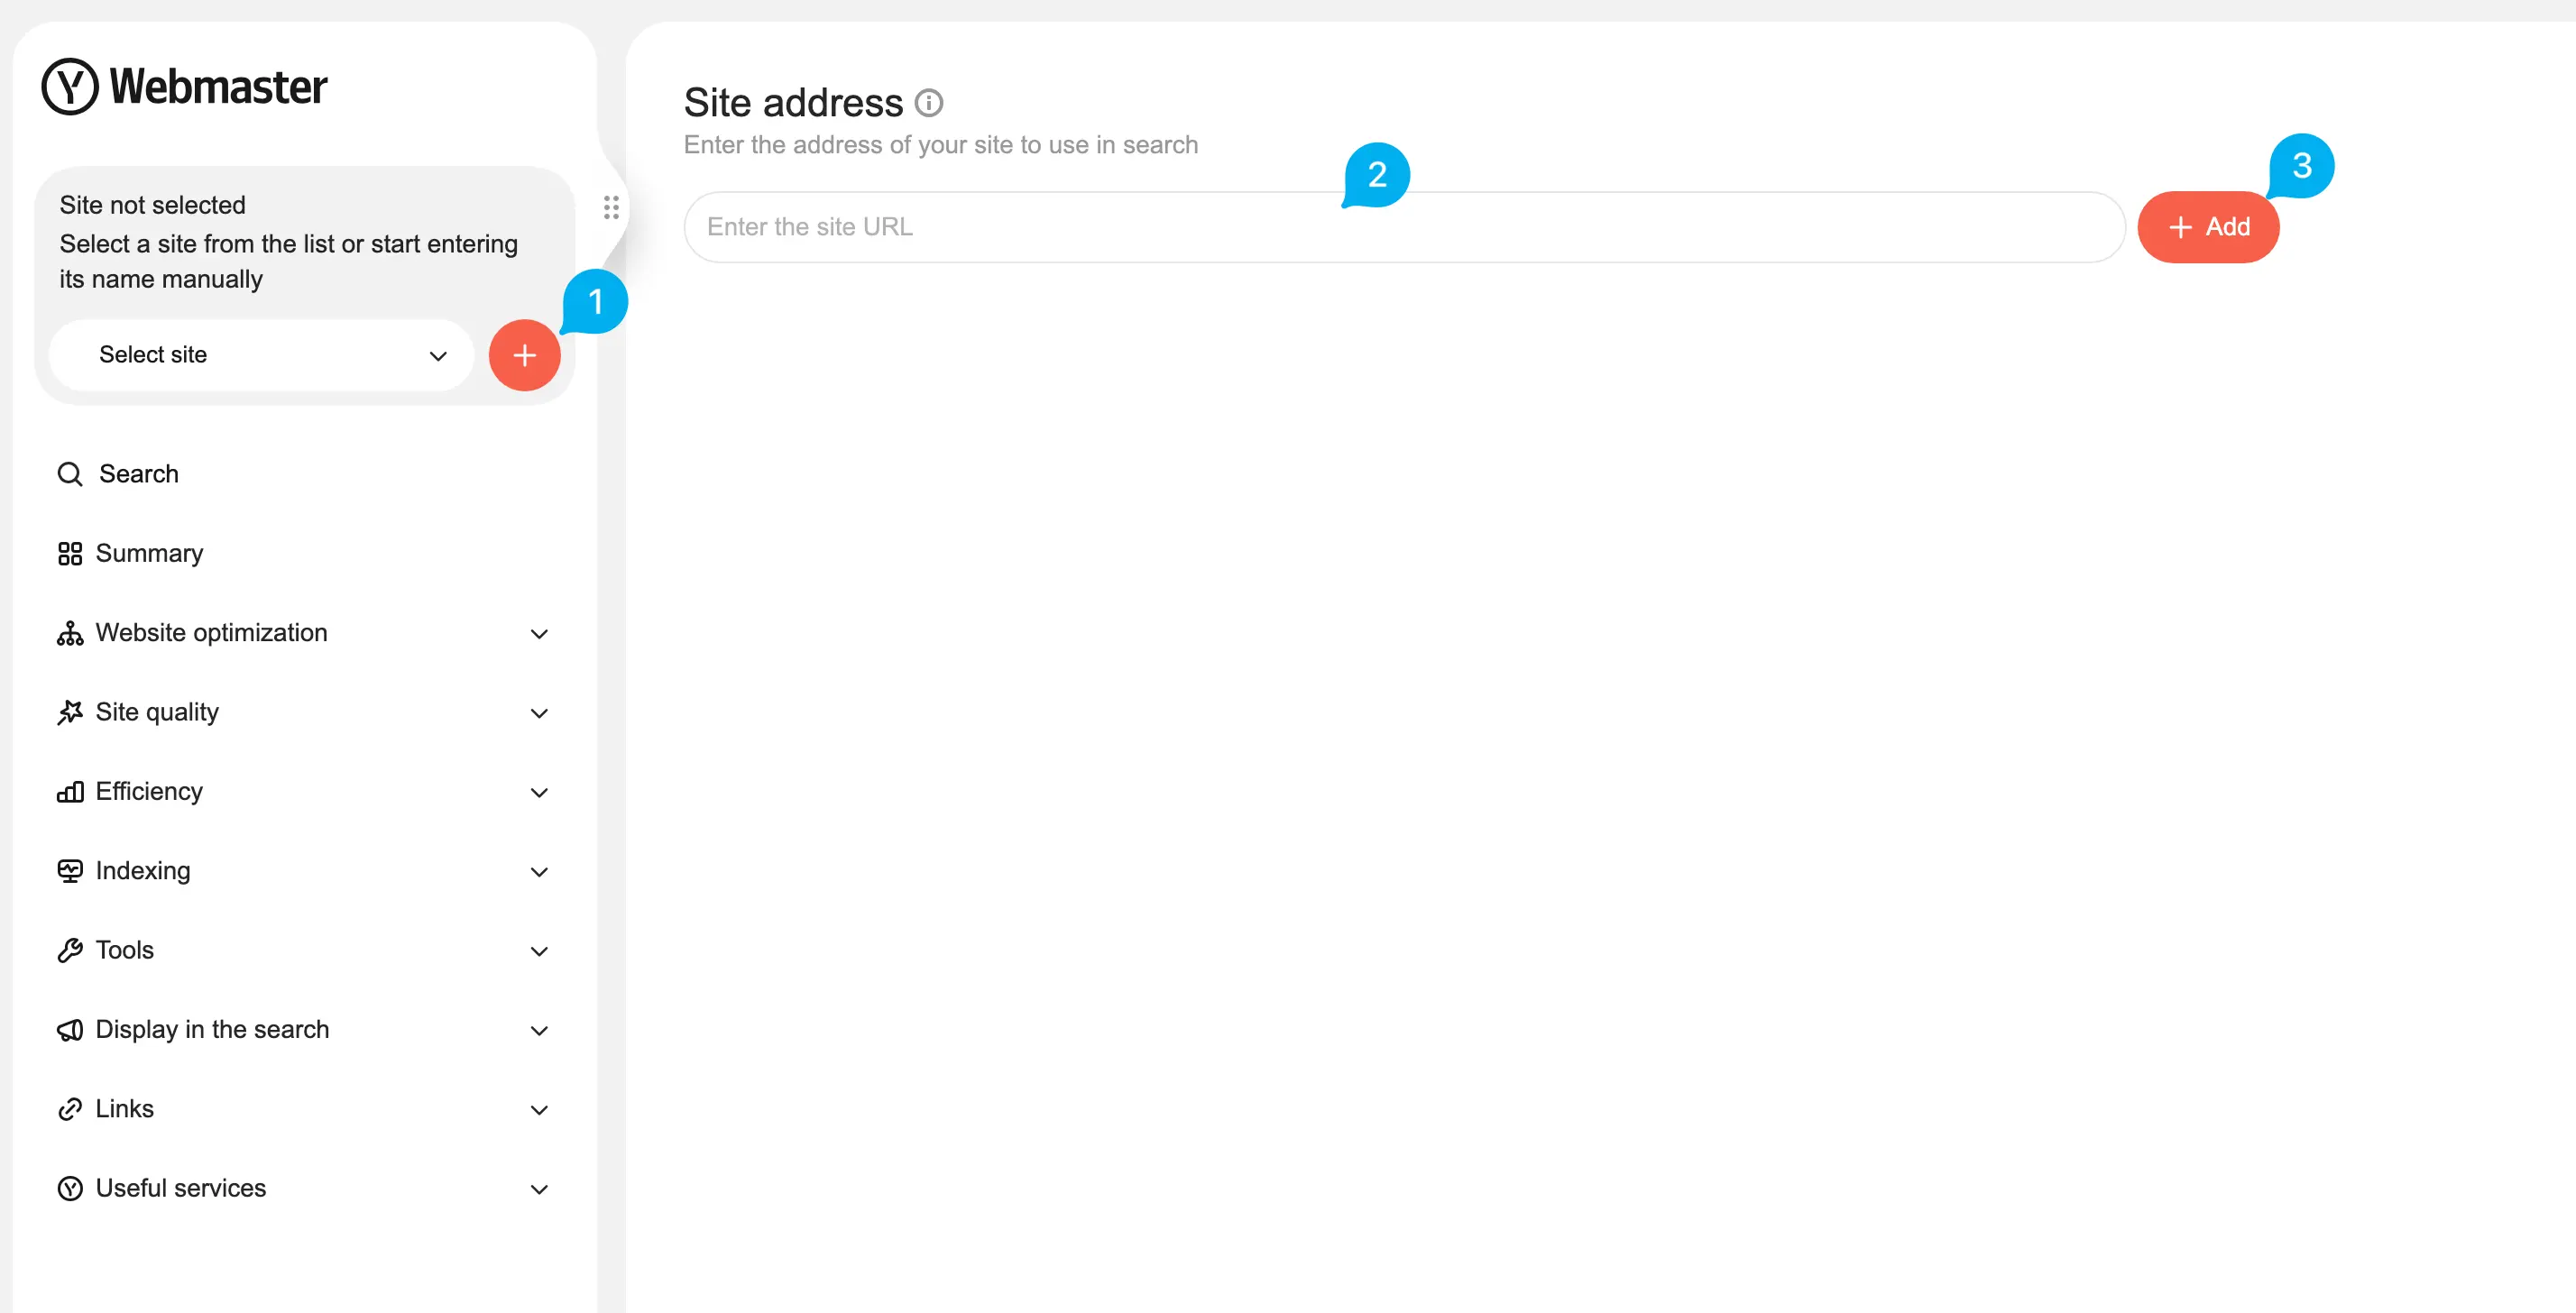 Webmaster
Site not selected
Select a site from the list or start entering
its name manually
1
Select site
Search
Summary
Website optimization
Site quality
Efficiency
Indexing
Tools
Display in the search
Links
Useful services
Site address
Enter the address of your site to use in search
2
3
Enter the site URL
+ Add